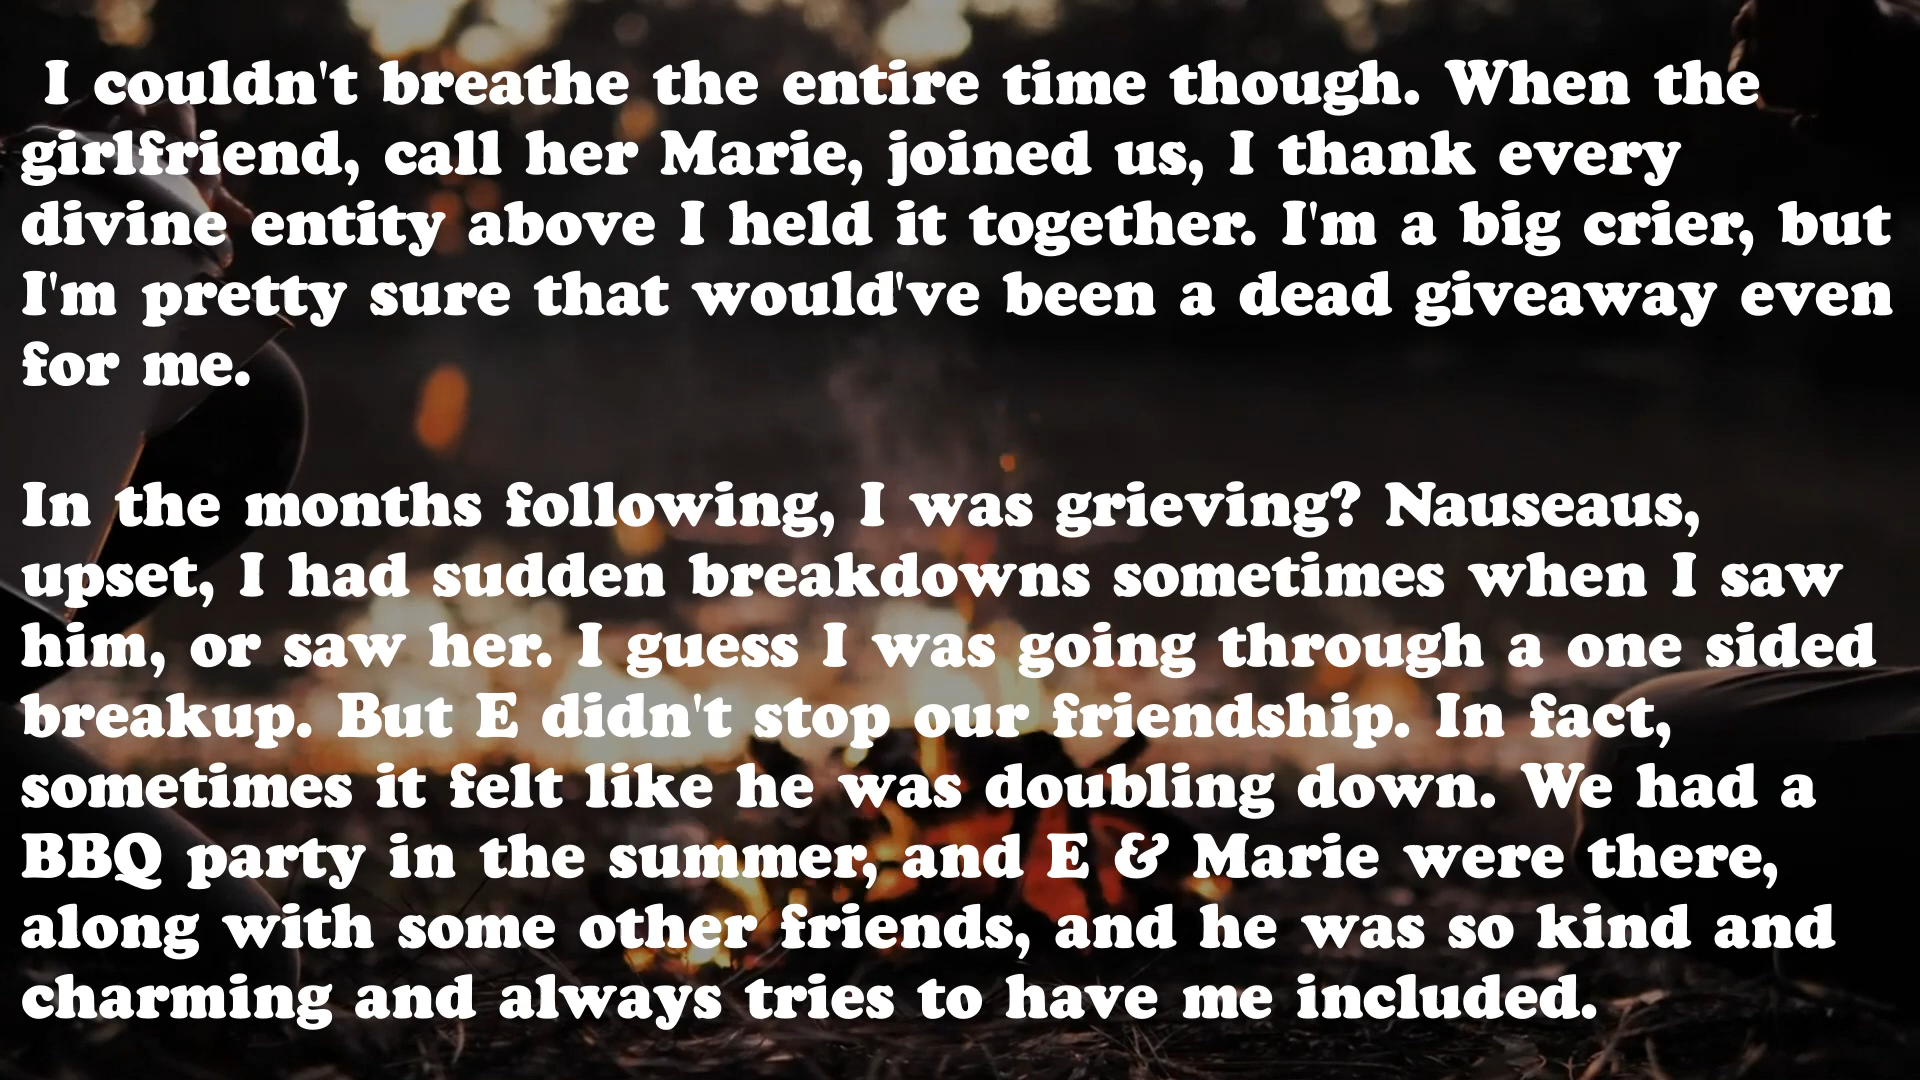 I couldn't breathe the entire time though. When the
girlfriend, call her Marie, joined us, I thank every
divine entity above I held it together. I'm a big crier, but
I'm pretty sure that would've been a dead giveaway even
for me.
In the months following, I was grieving? Nauseaus,
upset, I had sudden breakdowns sometimes when I saw
him, or saw her. I guess I was going through a one sided
breakup. But E didn't stop our friendship. In fact,
sometimes it felt like he was doubling down. We had a
BBQ party in the summer, and E & Marie were there,
along with some other friends, and he was so kind and
charming and always tries to have me included.